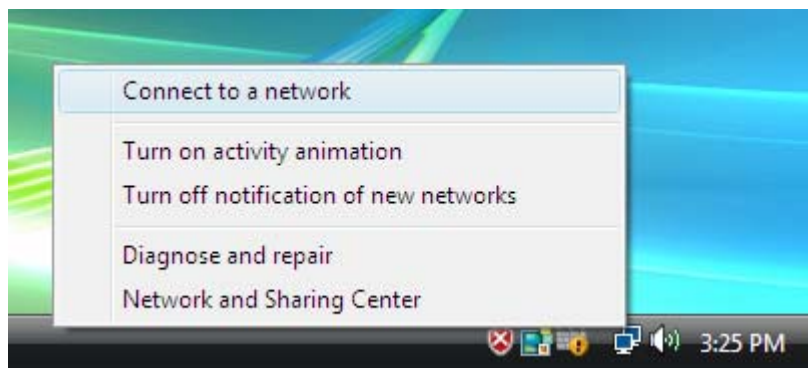 Connect to a network
Turn on activity animation
Turn off notification of new networks
Diagnose and repair
Network and Sharing Center
3:25 PM